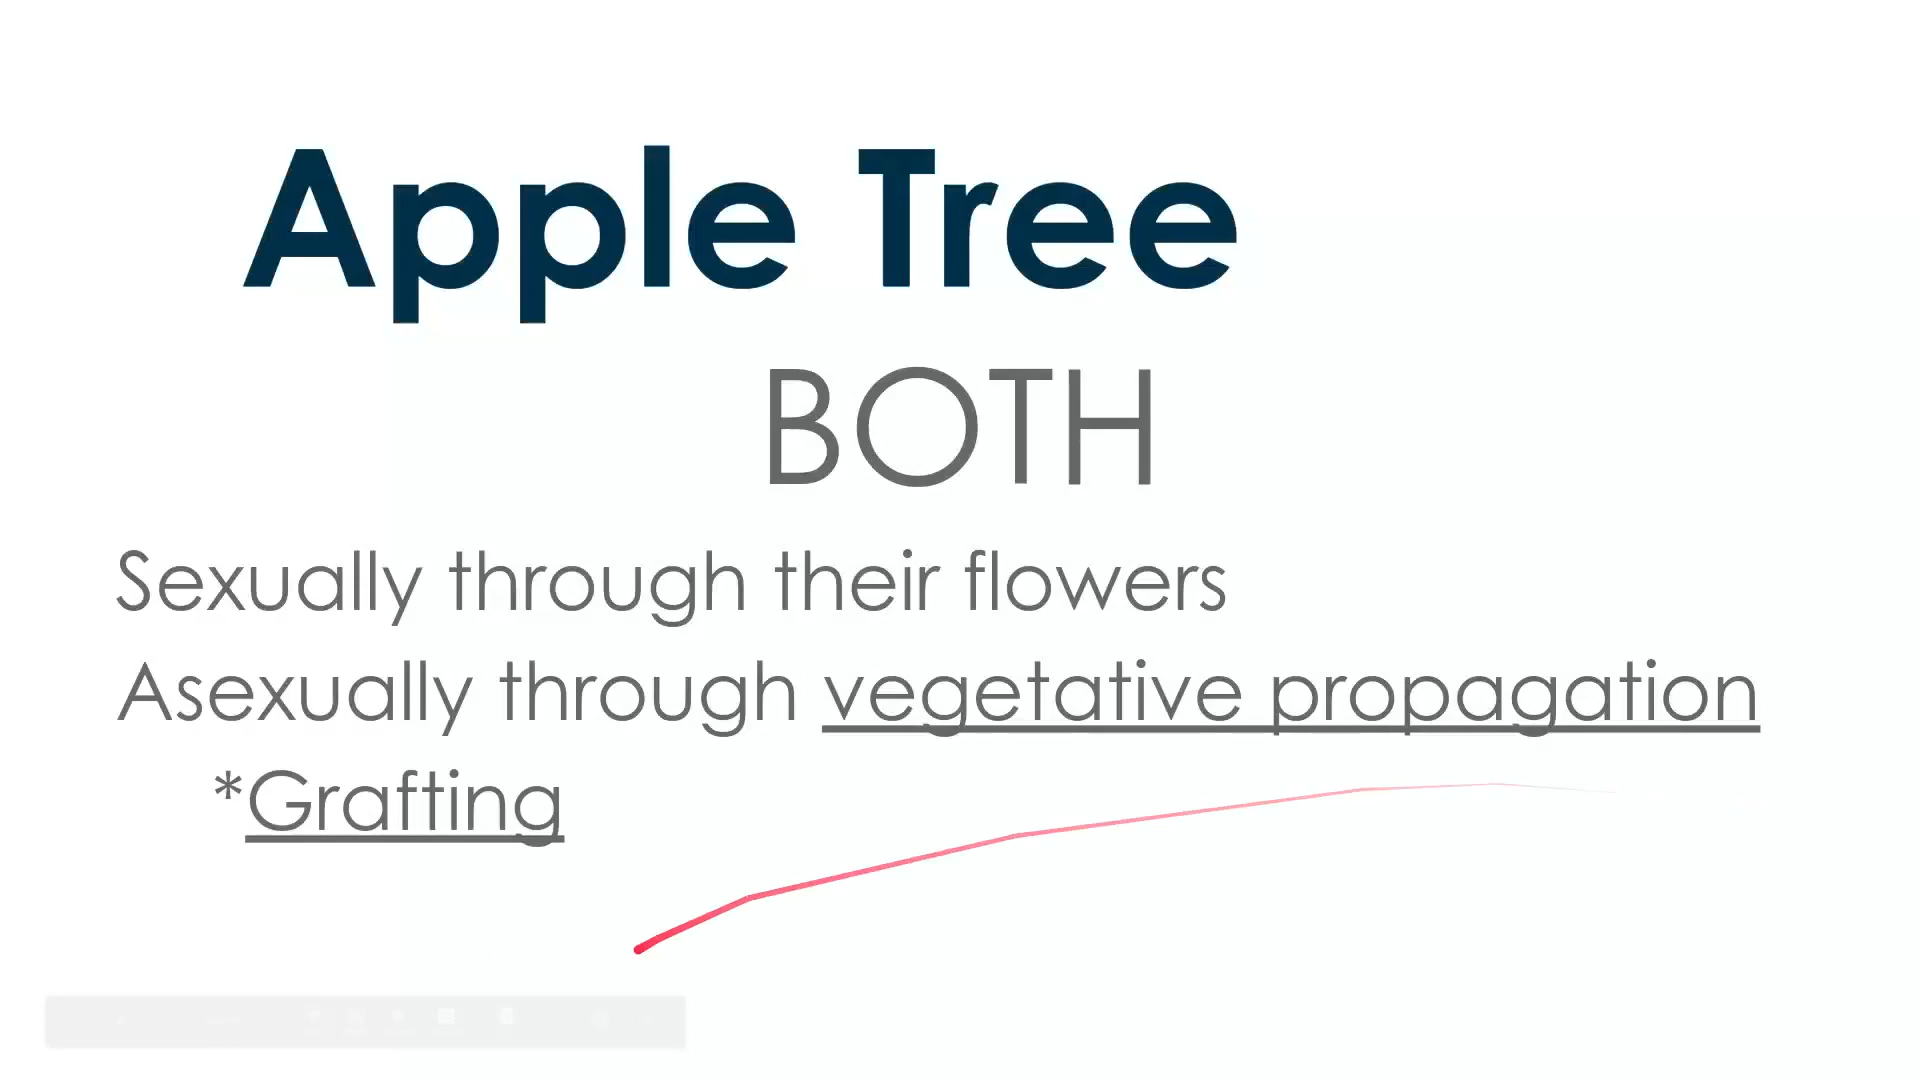 Apple Tree
BOTH
Sexually through their flowers
Asexually through vegetative propagation
*Grafting